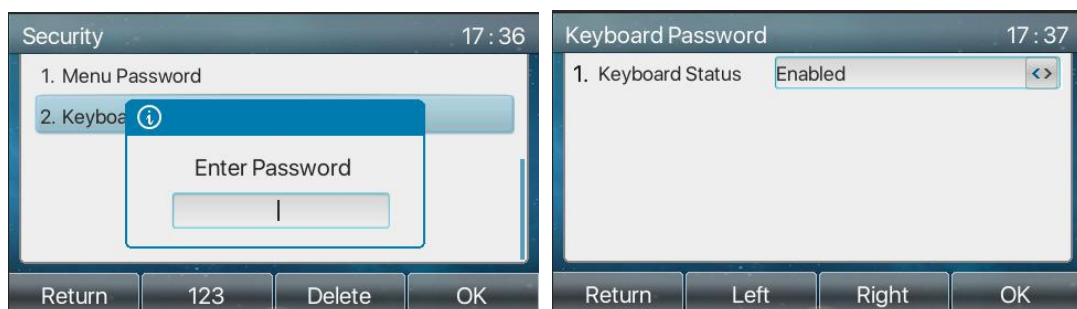 Security 17:36
1. Menu Password
2. Keyboa
Enter Password
Return 123 Delete OK
Keyboard Password 17:37
1. Keyboard Status Enabled <>
Return Left Right OK